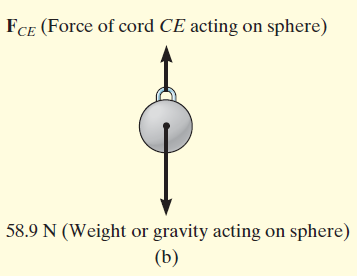 F_CE (Force of cord CE acting on sphere)
58.9 N (Weight or gravity acting on sphere)
(b)